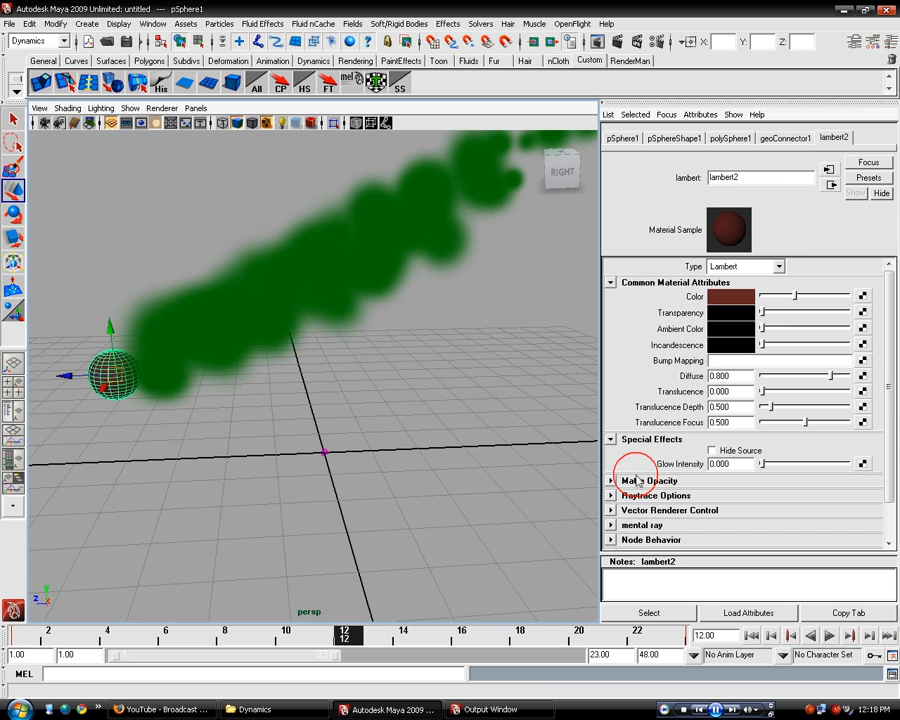 Autodesk Maya 2009 Unlimited: untitled --- pSphere1
File Edit Modify Create Display Window Assets Particles Fluid Effects Fluid nCache Fields Soft/Rigid Bodies Effects Solvers Hair Muscle OpenFlight Help
Dynamics X: Y: Z:
General Curves Surfaces Polygons Subdivs Deformation Animation Dynamics Rendering PaintEffects Toon Fluids Fur Hair nCloth Custom RenderMan
His All CP HS FT mel SS
View Shading Lighting Show Renderer Panels
RIGHT
persp
List Selected Focus Attributes Show Help
pSphere1 pSphereShape1 polySphere1 geoConnector1 lambert2
Focus
lambert: lambert2 Presets
Show Hide
Material Sample
Type Lambert
Common Material Attributes
Color
Transparency
Ambient Color
Incandescence
Bump Mapping
Diffuse 0.800
Translucence 0.000
Translucence Depth 0.500
Translucence Focus 0.500
Special Effects
Hide Source
Glow Intensity 0.000
Matte Opacity
Raytrace Options
Vector Renderer Control
mental ray
Node Behavior
Notes: lambert2
Select Load Attributes Copy Tab
2 4 6 8 10 12 14 16 18 20 22
12 12.00
1.00 1.00 23 23.00 48.00 No Anim Layer No Character Set
MEL
YouTube - Broadcast ... Dynamics Autodesk Maya 2009 ... Output Window 12:18 PM